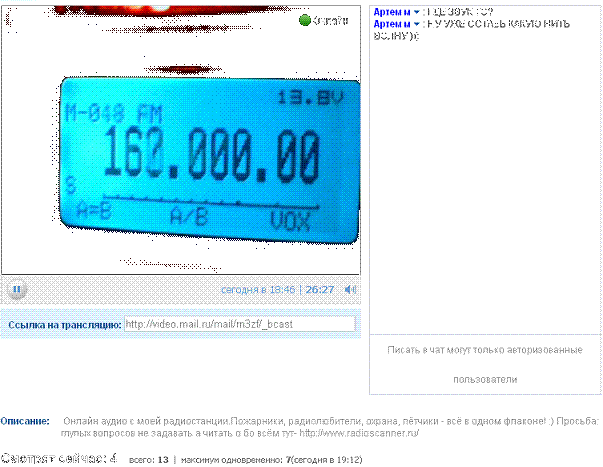 Онлайн
13.8V
M-048 FM
160.000.00
S
A=B A/B VOX
сегодня в 18:46 | 26:27
Ссылка на трансляцию: http://video.mail.ru/mail/rn3zf/_bcast
Артем м : ГДЕ ЗВУК ТО?
Артем м : НУ УЖЕ ОСТАВЬ КАКУЮ НИТЬ
ВОЛНУ )(
Писать в чат могут только авторизованные
пользователи
Описание: Онлайн аудио с моей радиостанции.Пожарники, радиолюбители, охрана, лётчики - всё в одном флаконе! :) Просьба:
глупых вопросов не задавать а читать о бо всём тут- http://www.radioscanner.ru/
Смотрят сейчас: 4 всего: 13 | максимум одновременно: 7(сегодня в 19:12)